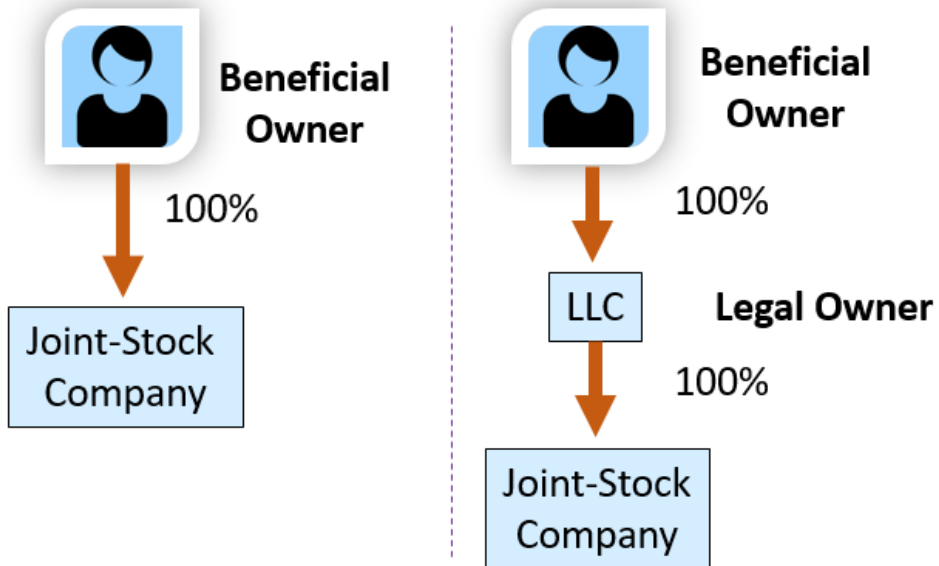 Beneficial
Owner
100%
Joint-Stock
Company
Beneficial
Owner
100%
LLC
Legal Owner
100%
Joint-Stock
Company